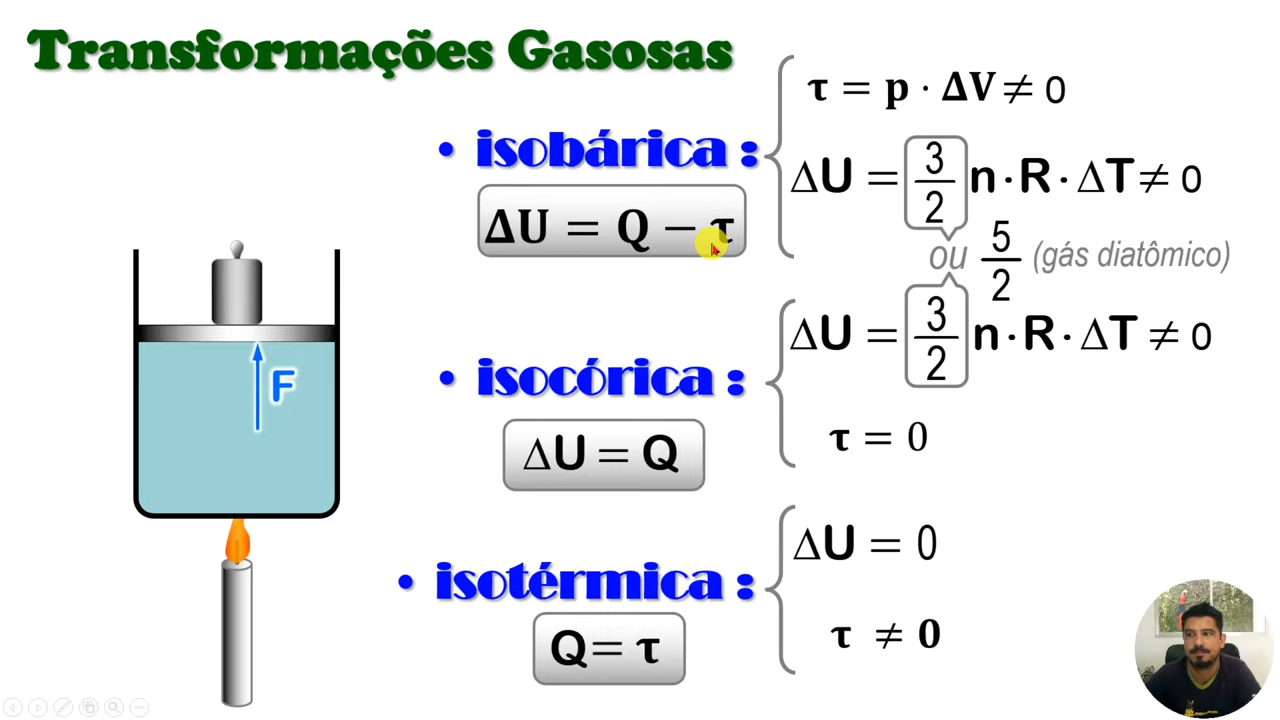 Transformações Gasosas
• isobárica :
ΔU = Q − τ
τ = p · ΔV ≠ 0
ΔU = 3/2 n·R·ΔT ≠ 0
ou 5/2 (gás diatômico)
• isocórica :
ΔU = Q
ΔU = 3/2 n·R·ΔT ≠ 0
τ = 0
• isotérmica :
Q = τ
ΔU = 0
τ ≠ 0
F